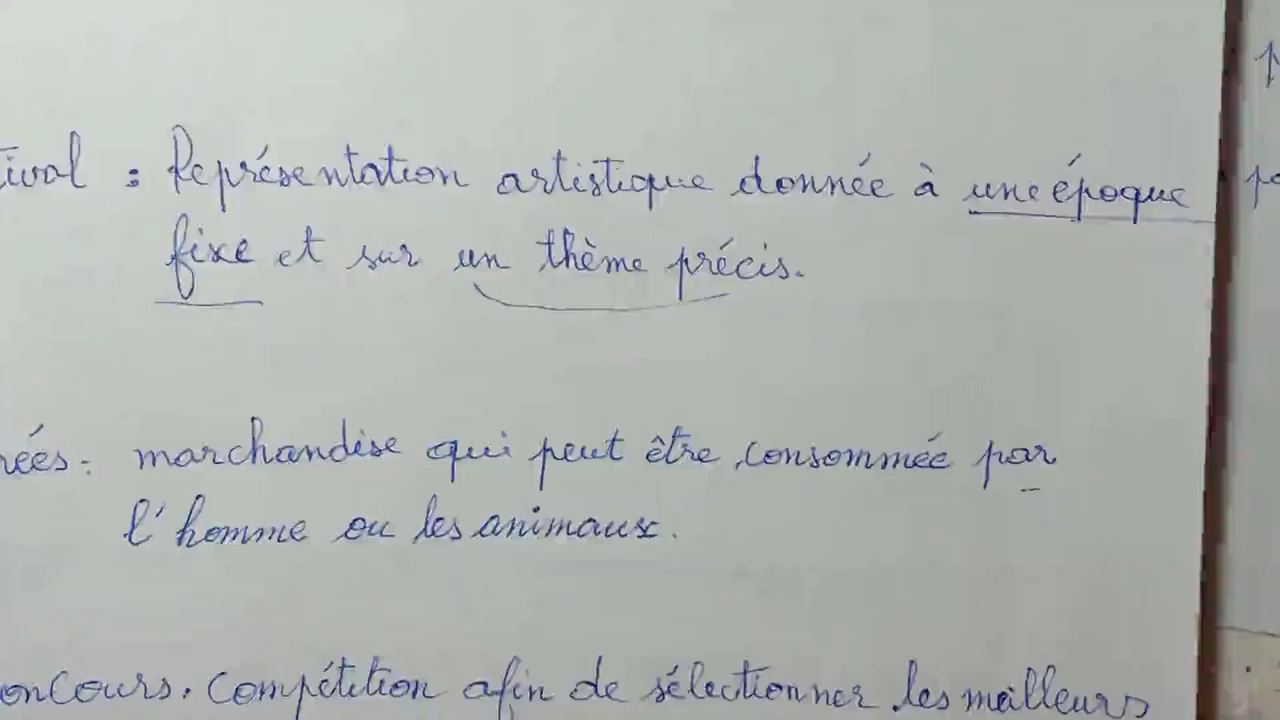 tival : Représentation artistique donnée à une époque
fixe et sur un thème précis.
rées : marchandise qui peut être consommée par
l'homme ou les animaux.
oncours. Compétition afin de sélectionner les meilleurs